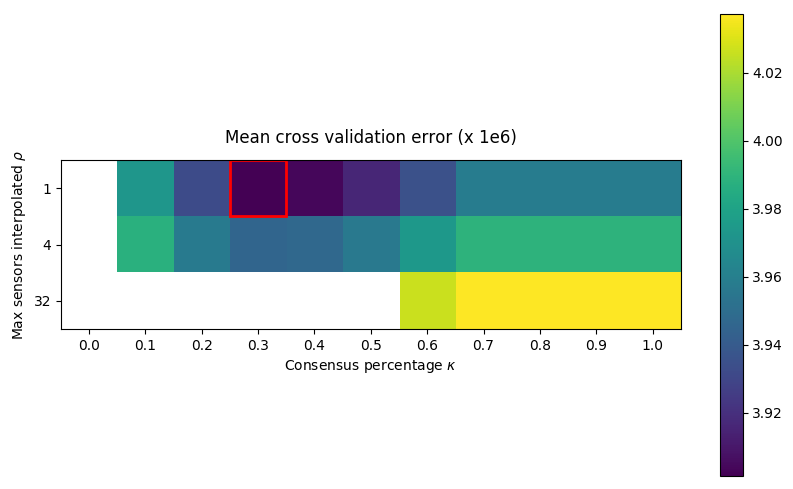 Mean cross validation error (x 1e6)
Max sensors interpolated ρ
1
4
32
0.0 0.1 0.2 0.3 0.4 0.5 0.6 0.7 0.8 0.9 1.0
Consensus percentage κ
4.02
4.00
3.98
3.96
3.94
3.92